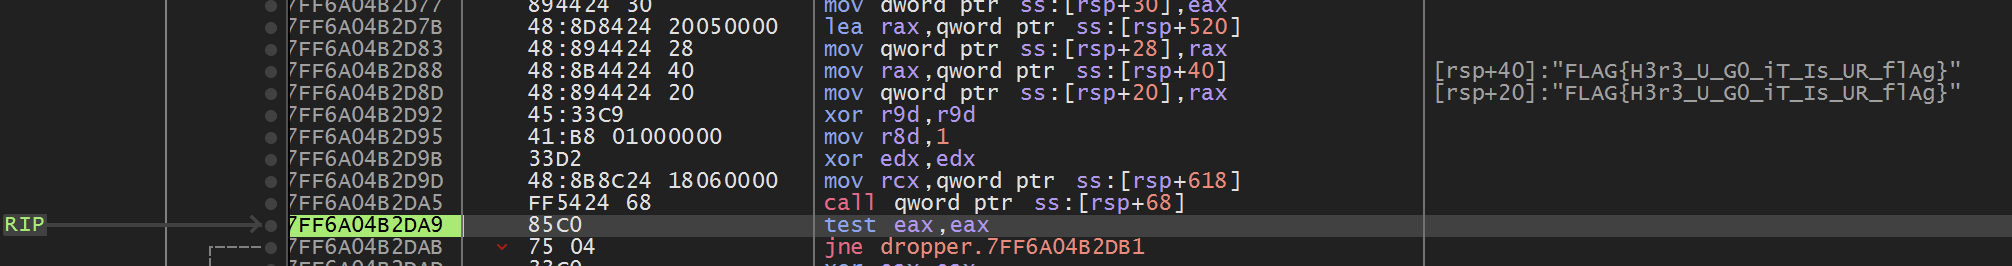 7FF6A04B2D77 894424 30 mov dword ptr ss:[rsp+30],eax
7FF6A04B2D7B 48:8D8424 20050000 lea rax,qword ptr ss:[rsp+520]
7FF6A04B2D83 48:894424 28 mov qword ptr ss:[rsp+28],rax
7FF6A04B2D88 48:8B4424 40 mov rax,qword ptr ss:[rsp+40] [rsp+40]:"FLAG{H3r3_U_G0_iT_Is_UR_flAg}"
7FF6A04B2D8D 48:894424 20 mov qword ptr ss:[rsp+20],rax [rsp+20]:"FLAG{H3r3_U_G0_iT_Is_UR_flAg}"
7FF6A04B2D92 45:33C9 xor r9d,r9d
7FF6A04B2D95 41:B8 01000000 mov r8d,1
7FF6A04B2D9B 33D2 xor edx,edx
7FF6A04B2D9D 48:8B8C24 18060000 mov rcx,qword ptr ss:[rsp+618]
7FF6A04B2DA5 FF5424 68 call qword ptr ss:[rsp+68]
RIP 7FF6A04B2DA9 85C0 test eax,eax
7FF6A04B2DAB 75 04 jne dropper.7FF6A04B2DB1
7FF6A04B2DAD 33C0 xor eax,eax